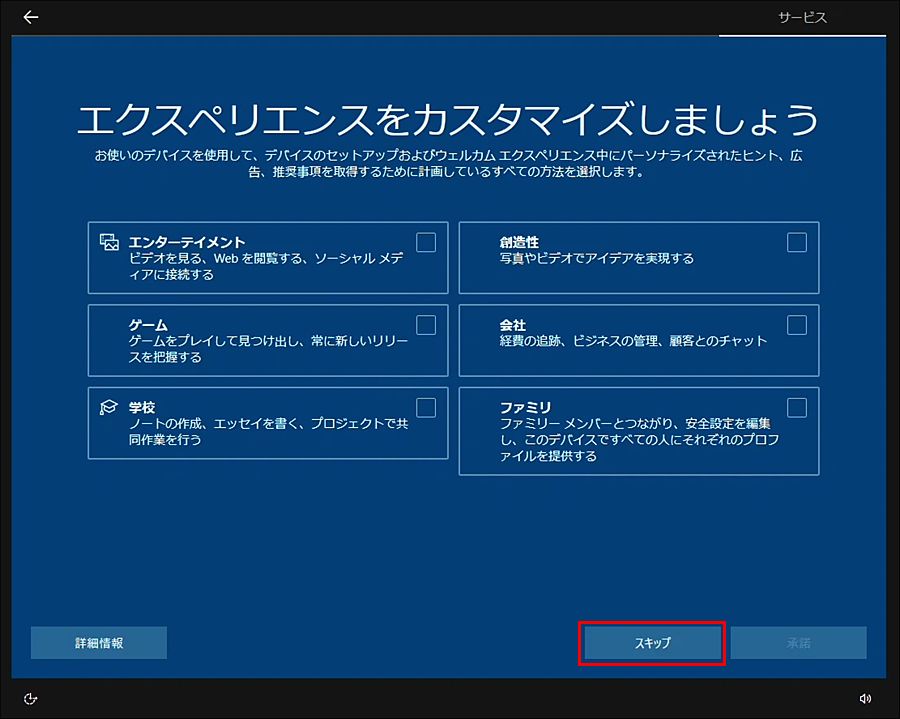 サービス
エクスペリエンスをカスタマイズしましょう
お使いのデバイスを使用して、デバイスのセットアップおよびウェルカム エクスペリエンス中にパーソナライズされたヒント、広
告、推奨事項を取得するために計画しているすべての方法を選択します。
エンターテイメント
ビデオを見る、Web を閲覧する、ソーシャル メデ
ィアに接続する
創造性
写真やビデオでアイデアを実現する
ゲーム
ゲームをプレイして見つけ出し、常に新しいリリー
スを把握する
会社
経費の追跡、ビジネスの管理、顧客とのチャット
学校
ノートの作成、エッセイを書く、プロジェクトで共
同作業を行う
ファミリ
ファミリー メンバーとつながり、安全設定を編集
し、このデバイスですべての人にそれぞれのプロフ
ァイルを提供する
詳細情報
スキップ
承諾